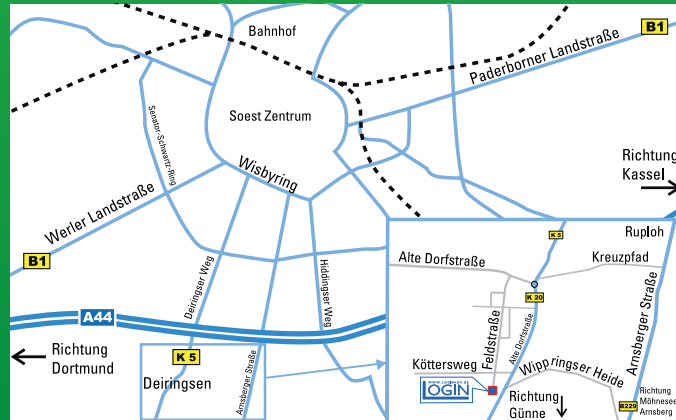 Bahnhof
B1
Paderborner Landstraße
Soest Zentrum
Senator-Schwartz-Ring
Richtung
Kassel
Wisbyring
Werler Landstraße
B1
Deiringser Weg
Hiddingser Weg
A44
Richtung
Dortmund
K 5
Deiringsen
Arnsberger Straße
K 5
Ruploh
Alte Dorfstraße
Kreuzpfad
K 20
Feldstraße
Alte Dorfstraße
Arnsberger Straße
Köttersweg
Wippringser Heide
LOGIN
Richtung
Günne
B229
Richtung
Möhnesee
Arnsberg